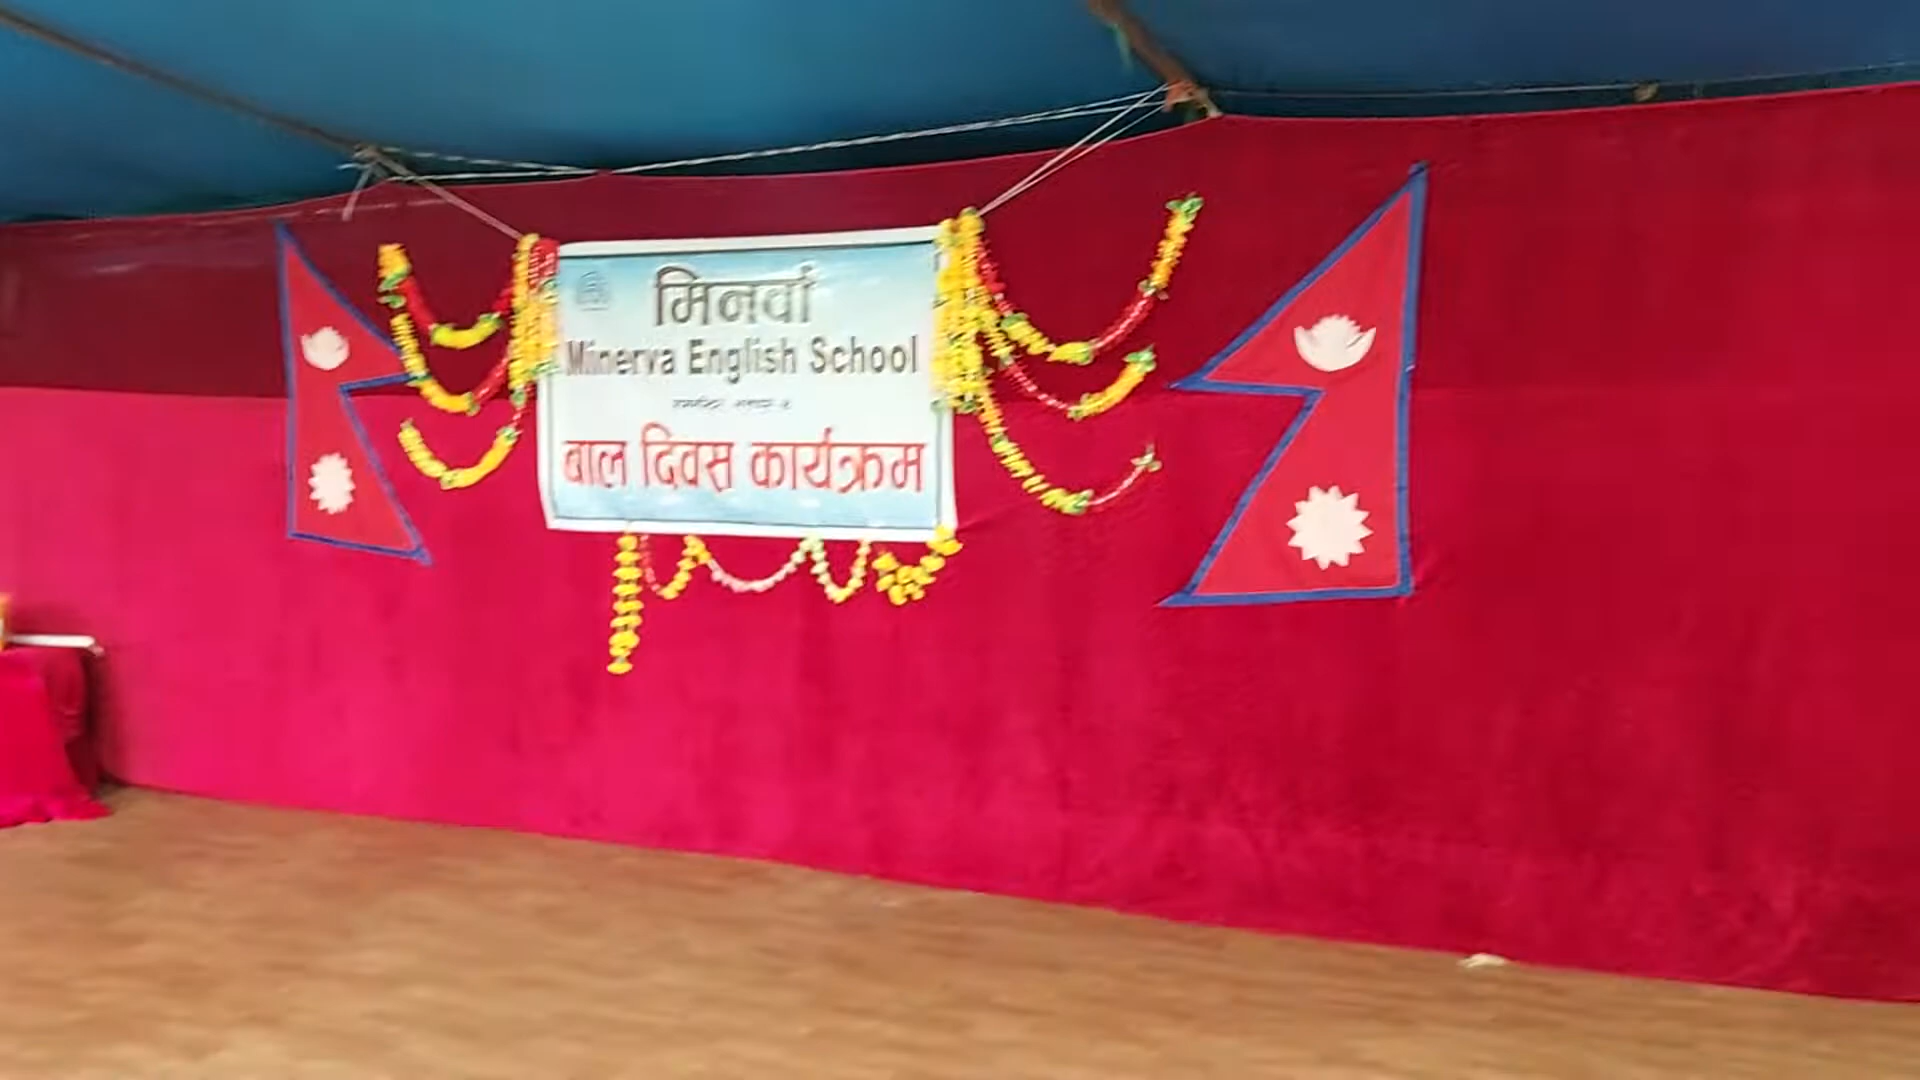 मिनर्वा
Minerva English School
बाल दिवस कार्यक्रम